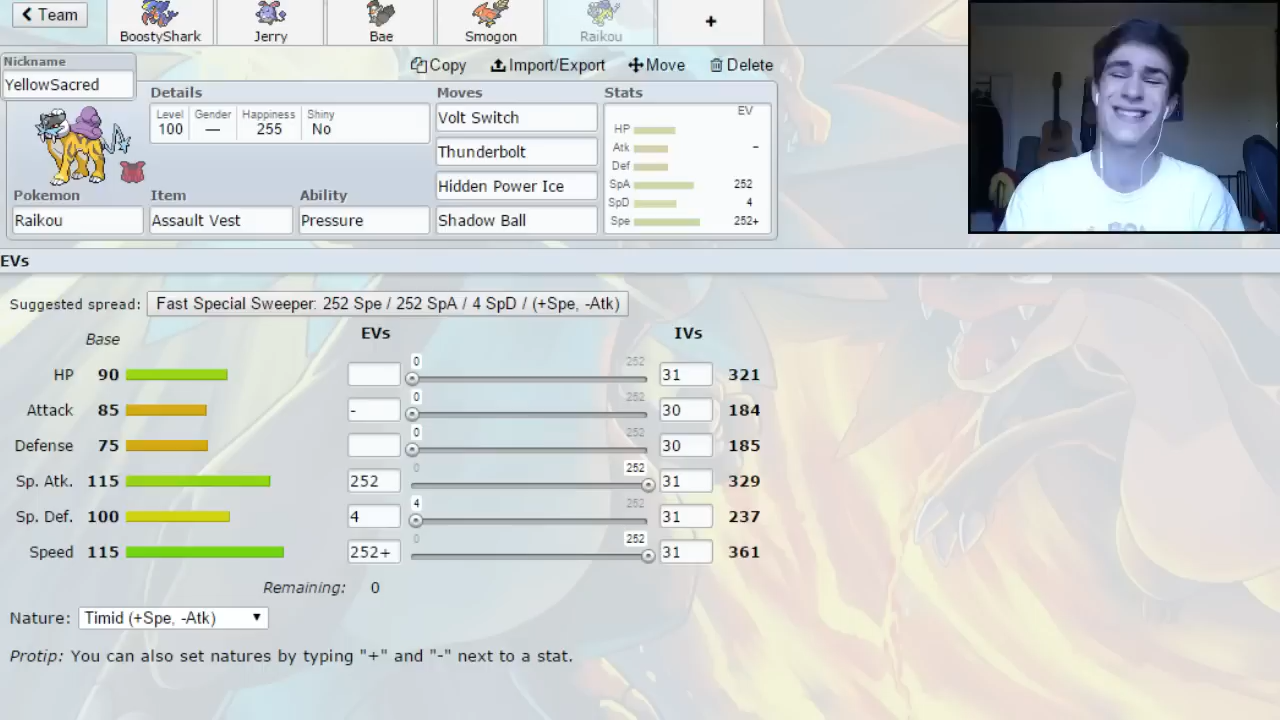 Team
BoostyShark
Jerry
Bae
Smogon
Raikou
+
Nickname
YellowSacred
Copy
Import/Export
Move
Delete
Details
Level Gender Happiness Shiny
100 — 255 No
Moves
Volt Switch
Thunderbolt
Hidden Power Ice
Shadow Ball
Stats
EV
HP
Atk -
Def
SpA 252
SpD 4
Spe 252+
Pokemon
Raikou
Item
Assault Vest
Ability
Pressure
EVs
Suggested spread: Fast Special Sweeper: 252 Spe / 252 SpA / 4 SpD / (+Spe, -Atk)
Base EVs IVs
HP 90 0 252 31 321
Attack 85 - 0 252 30 184
Defense 75 0 252 30 185
Sp. Atk. 115 252 0 252 31 329
Sp. Def. 100 4 4 252 31 237
Speed 115 252+ 0 252 31 361
Remaining: 0
Nature: Timid (+Spe, -Atk)
Protip: You can also set natures by typing "+" and "-" next to a stat.